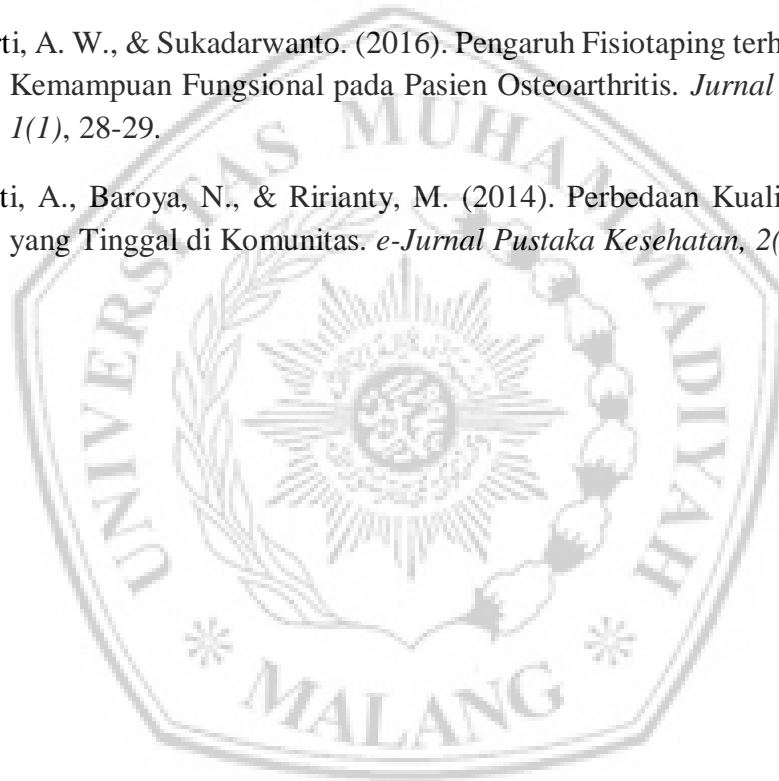 rti, A. W., & Sukadarwanto. (2016). Pengaruh Fisiotaping terh
Kemampuan Fungsional pada Pasien Osteoarthritis. Jurnal
1(1), 28-29.
ti, A., Baroya, N., & Ririanty, M. (2014). Perbedaan Kuali
yang Tinggal di Komunitas. e-Jurnal Pustaka Kesehatan, 2(
UNIVERSITAS MUHAMMADIYAH
MALANG